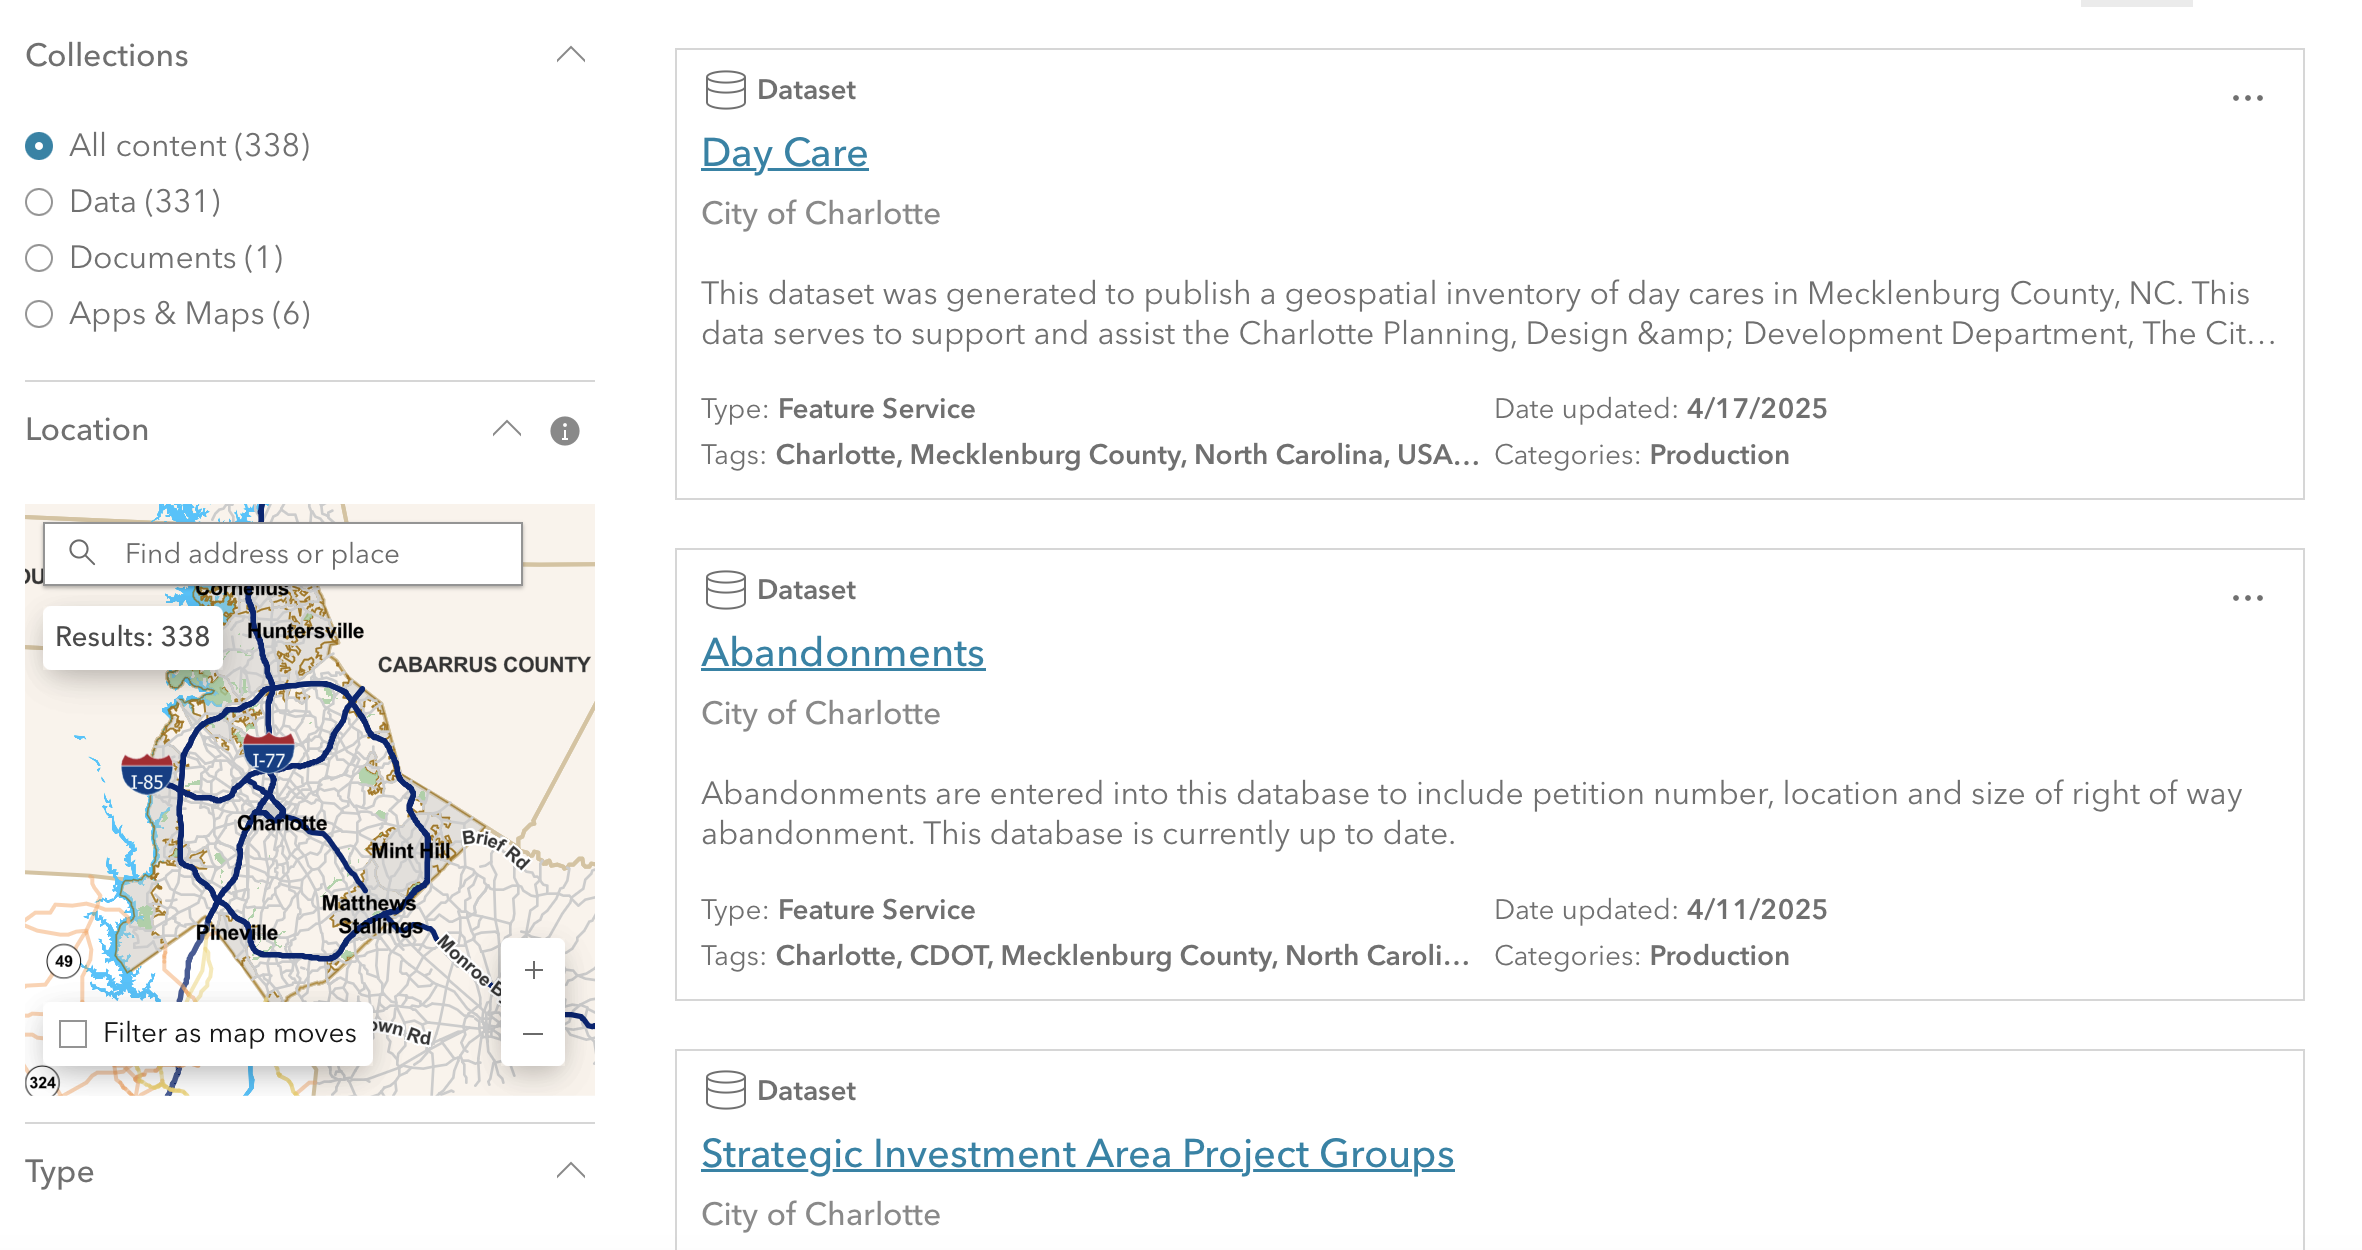 Collections
All content (338)
Data (331)
Documents (1)
Apps & Maps (6)
Location
Find address or place
Results: 338
Cornelius
Huntersville
CABARRUS COUNTY
I-77
I-85
Charlotte
Mint Hill
Brief Rd
Matthews
Stallings
Pineville
49
Monroe
+
−
Filter as map moves
own Rd
324
Type
Dataset
...
Day Care
City of Charlotte
This dataset was generated to publish a geospatial inventory of day cares in Mecklenburg County, NC. This
data serves to support and assist the Charlotte Planning, Design &amp; Development Department, The Cit...
Type: Feature Service
Date updated: 4/17/2025
Tags: Charlotte, Mecklenburg County, North Carolina, USA...
Categories: Production
Dataset
...
Abandonments
City of Charlotte
Abandonments are entered into this database to include petition number, location and size of right of way
abandonment. This database is currently up to date.
Type: Feature Service
Date updated: 4/11/2025
Tags: Charlotte, CDOT, Mecklenburg County, North Caroli...
Categories: Production
Dataset
Strategic Investment Area Project Groups
City of Charlotte